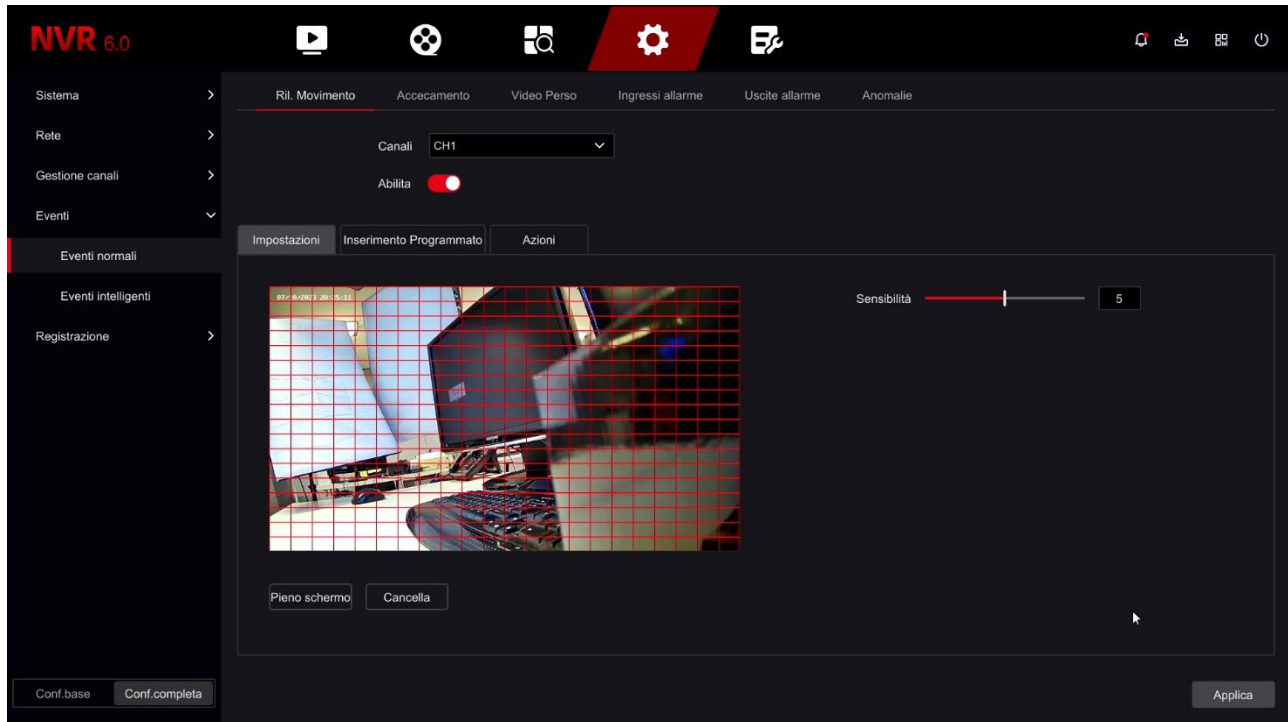 NVR 6.0
Sistema
Rete
Gestione canali
Eventi
Eventi normali
Eventi intelligenti
Registrazione
Conf.base Conf.completa
Ril. Movimento Accecamento Video Perso Ingressi allarme Uscite allarme Anomalie
Canali CH1
Abilita
Impostazioni Inserimento Programmato Azioni
Sensibilità 5
Pieno schermo Cancella
Applica